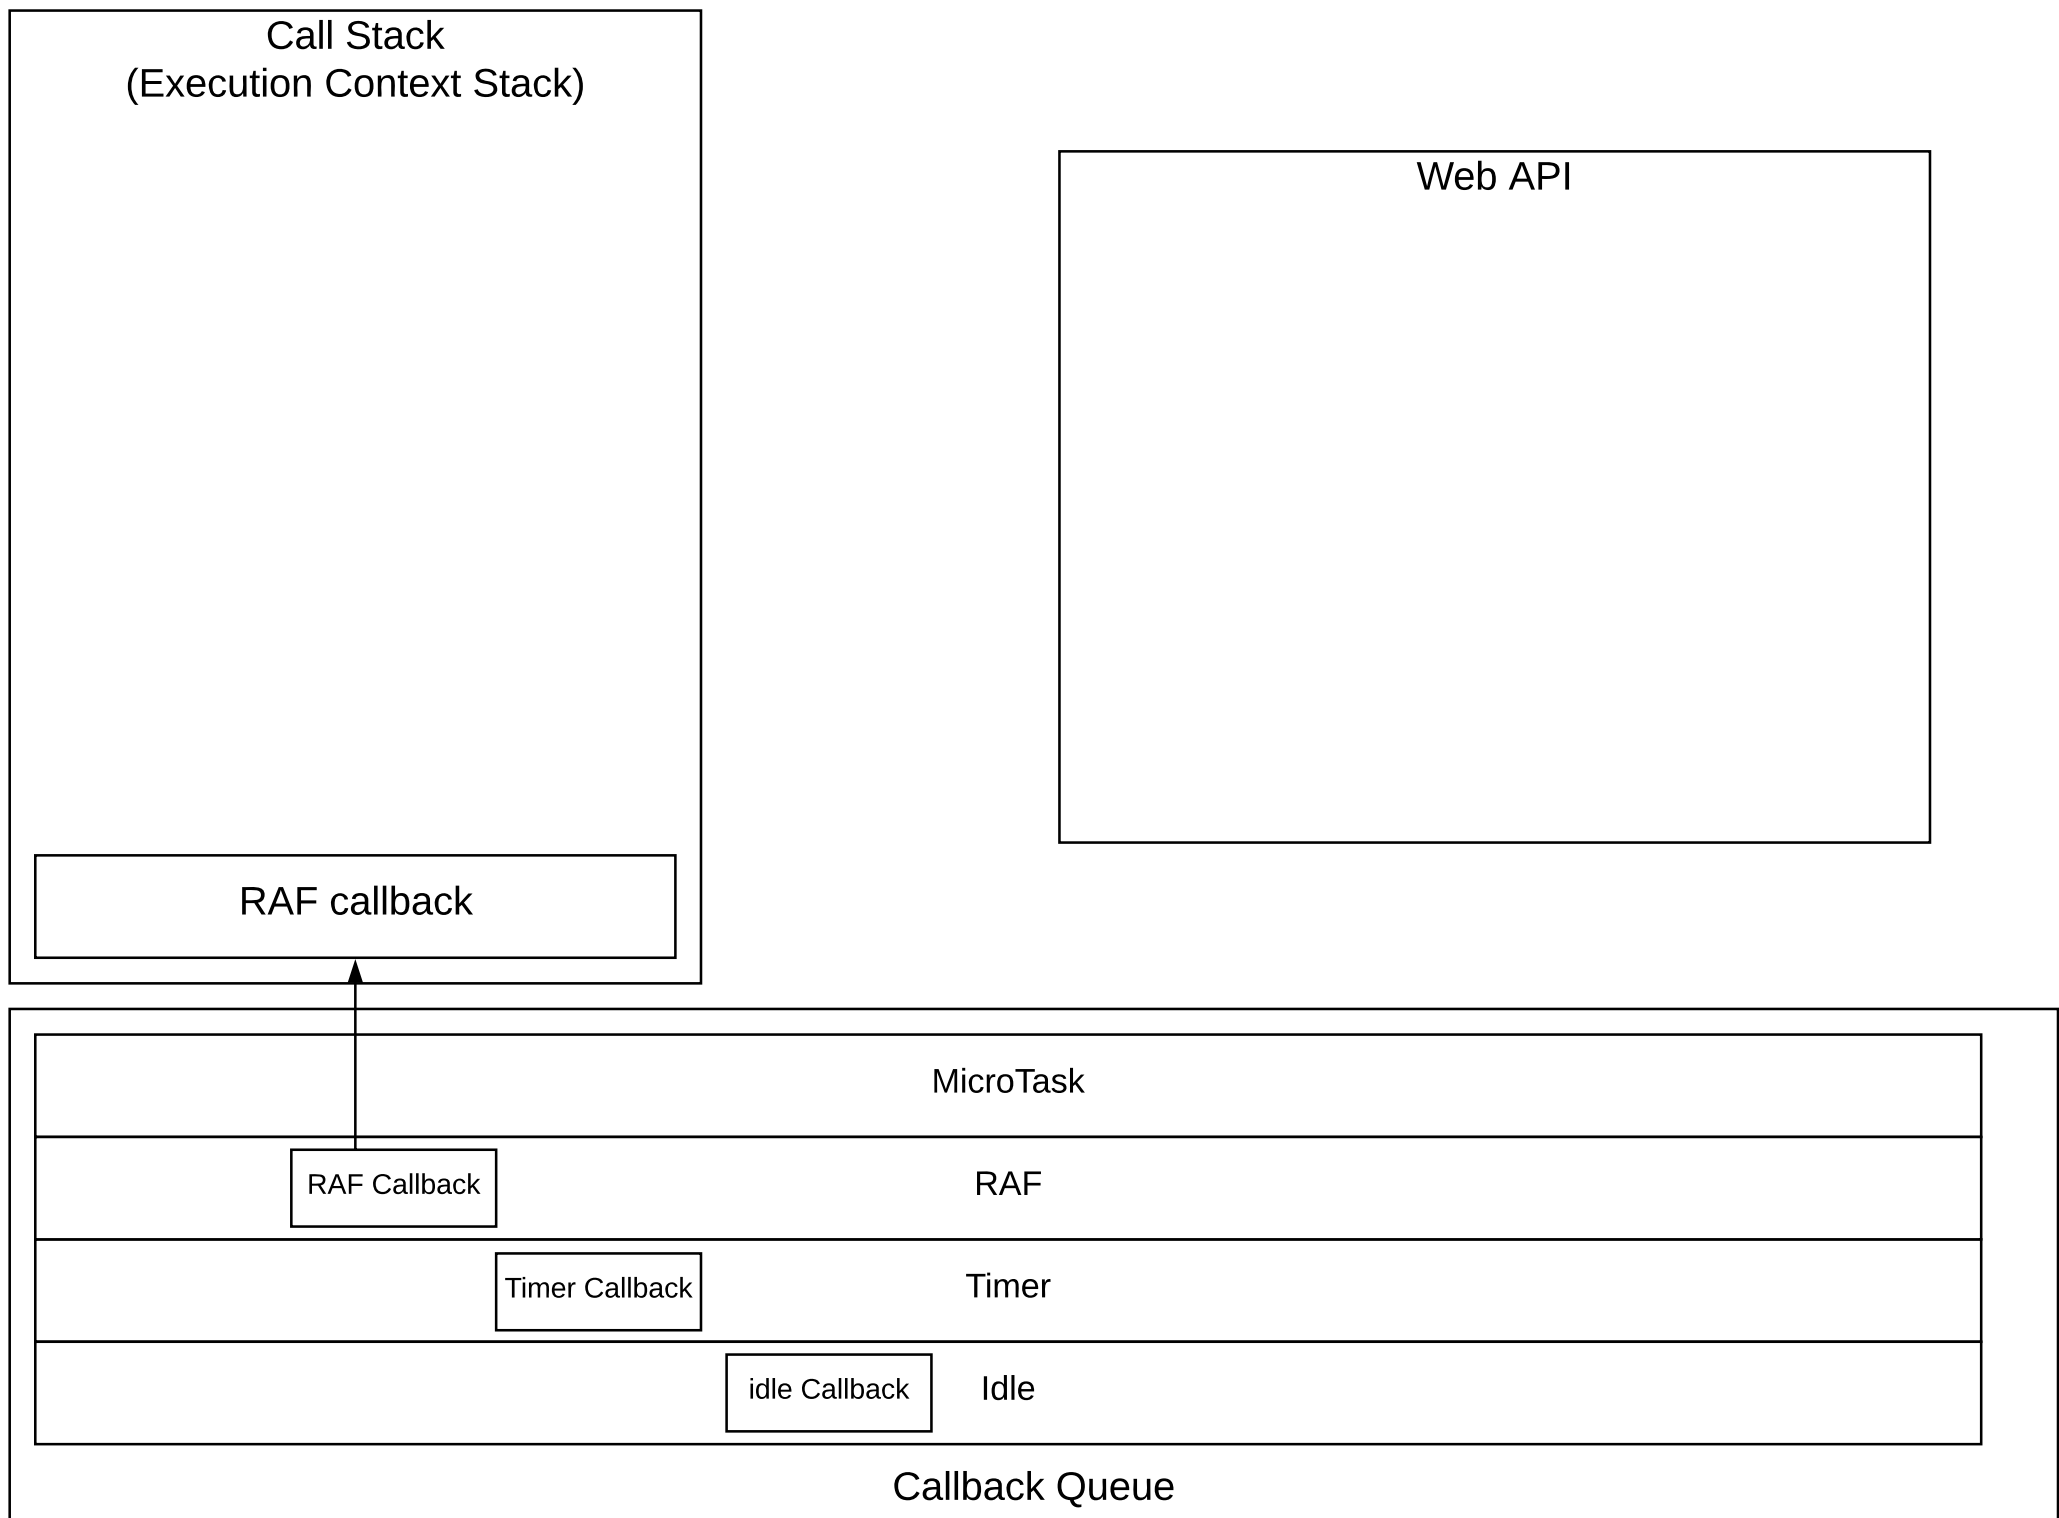 Call Stack
(Execution Context Stack)
Web API
RAF callback
MicroTask
RAF Callback
RAF
Timer Callback
Timer
idle Callback
Idle
Callback Queue